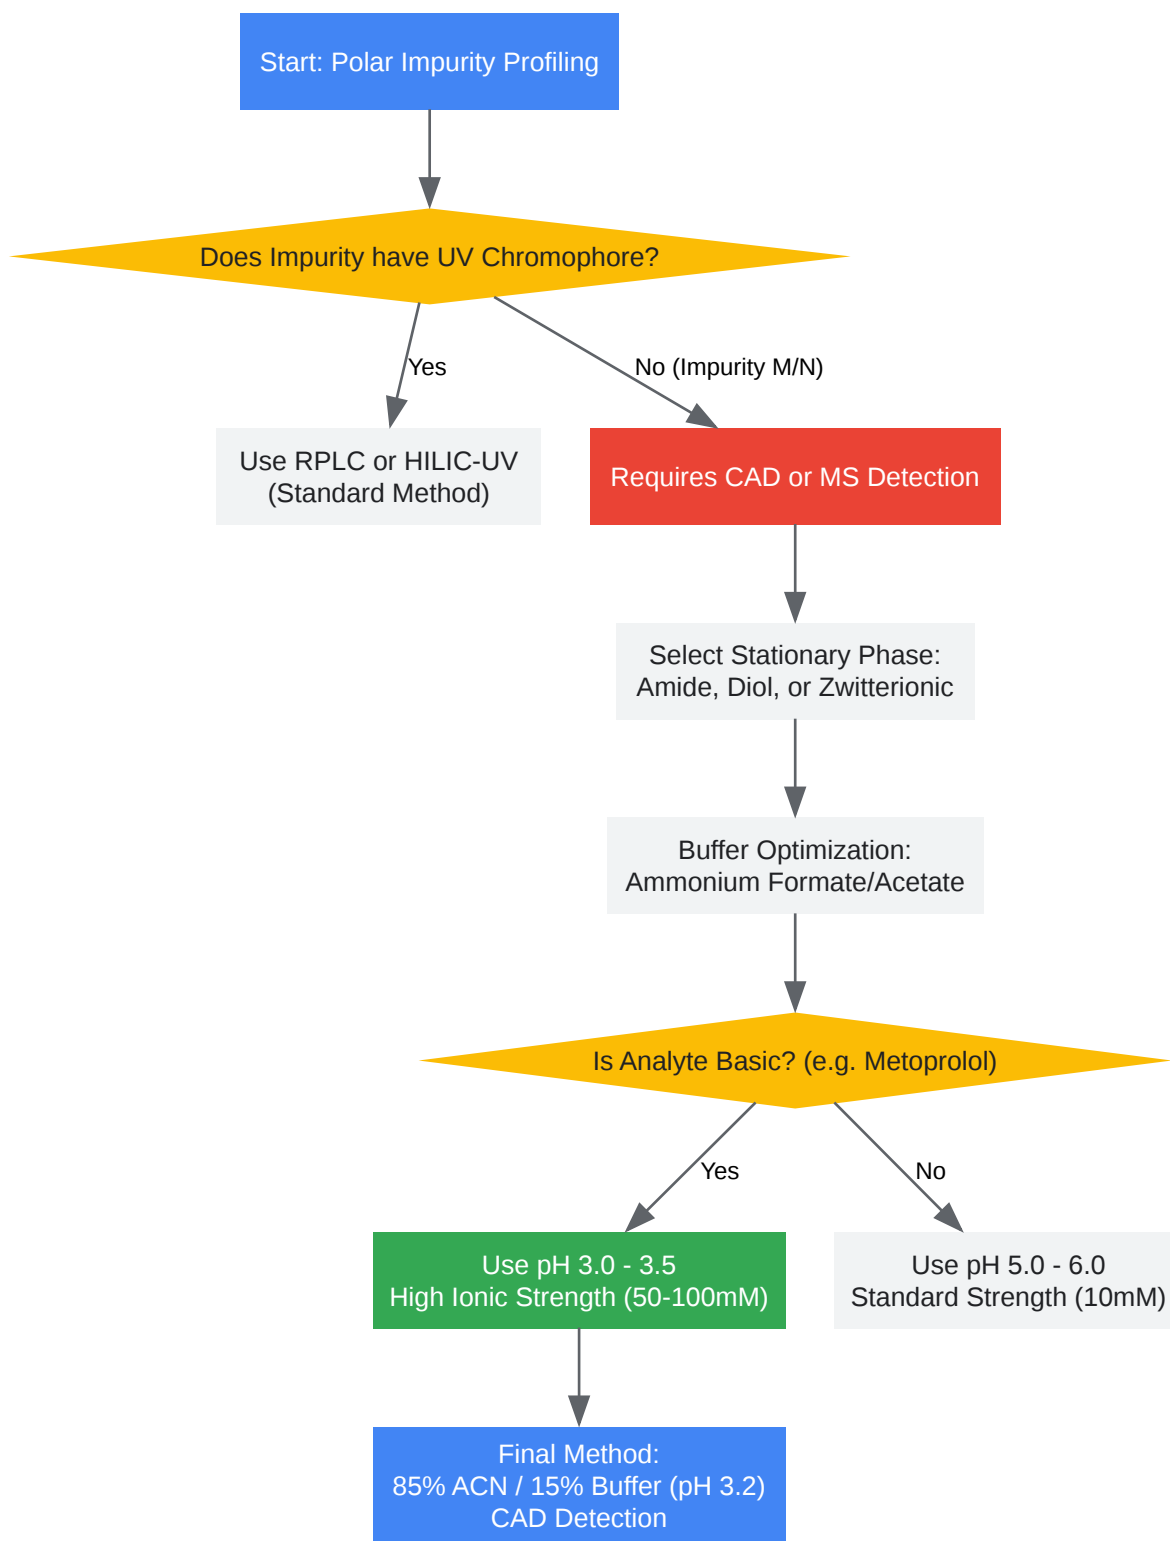 Start: Polar Impurity Profiling
Does Impurity have UV Chromophore?
Yes
No (Impurity M/N)
Use RPLC or HILIC-UV
(Standard Method)
Requires CAD or MS Detection
Select Stationary Phase:
Amide, Diol, or Zwitterionic
Buffer Optimization:
Ammonium Formate/Acetate
Is Analyte Basic? (e.g. Metoprolol)
Yes
No
Use pH 3.0 - 3.5
High Ionic Strength (50-100mM)
Use pH 5.0 - 6.0
Standard Strength (10mM)
Final Method:
85% ACN / 15% Buffer (pH 3.2)
CAD Detection